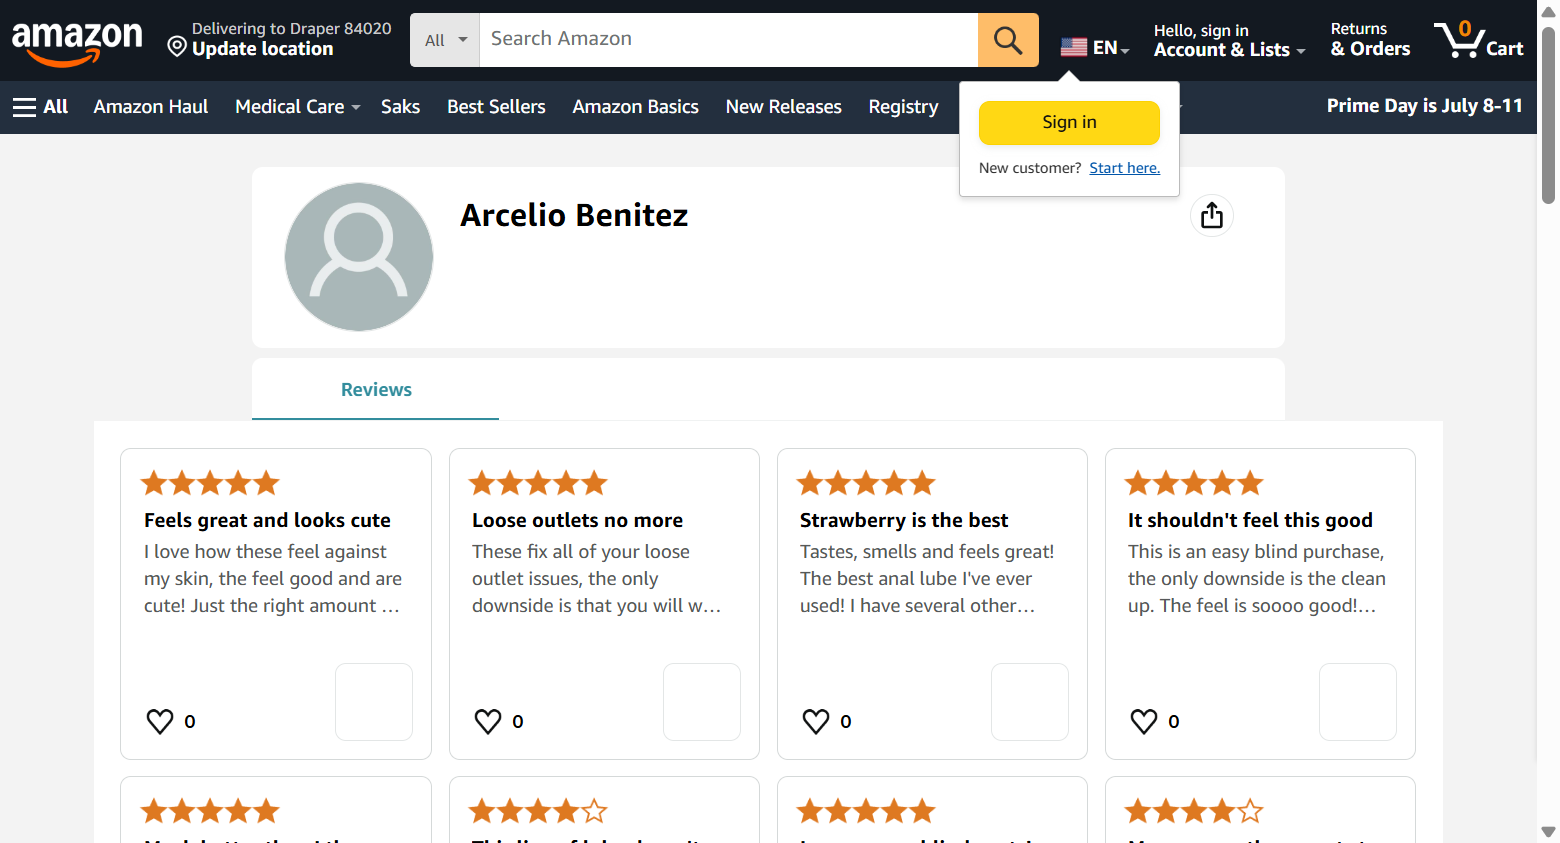 amazon
Delivering to Draper 84020
Update location
All
Search Amazon
EN
Hello, sign in
Account & Lists
Returns
& Orders
0
Cart
All
Amazon Haul
Medical Care
Saks
Best Sellers
Amazon Basics
New Releases
Registry
Prime Day is July 8-11
Sign in
New customer? Start here.
Arcelio Benitez
Reviews
Feels great and looks cute
I love how these feel against
my skin, the feel good and are
cute! Just the right amount …
0
Loose outlets no more
These fix all of your loose
outlet issues, the only
downside is that you will w…
0
Strawberry is the best
Tastes, smells and feels great!
The best anal lube I've ever
used! I have several other…
0
It shouldn't feel this good
This is an easy blind purchase,
the only downside is the clean
up. The feel is soooo good!…
0